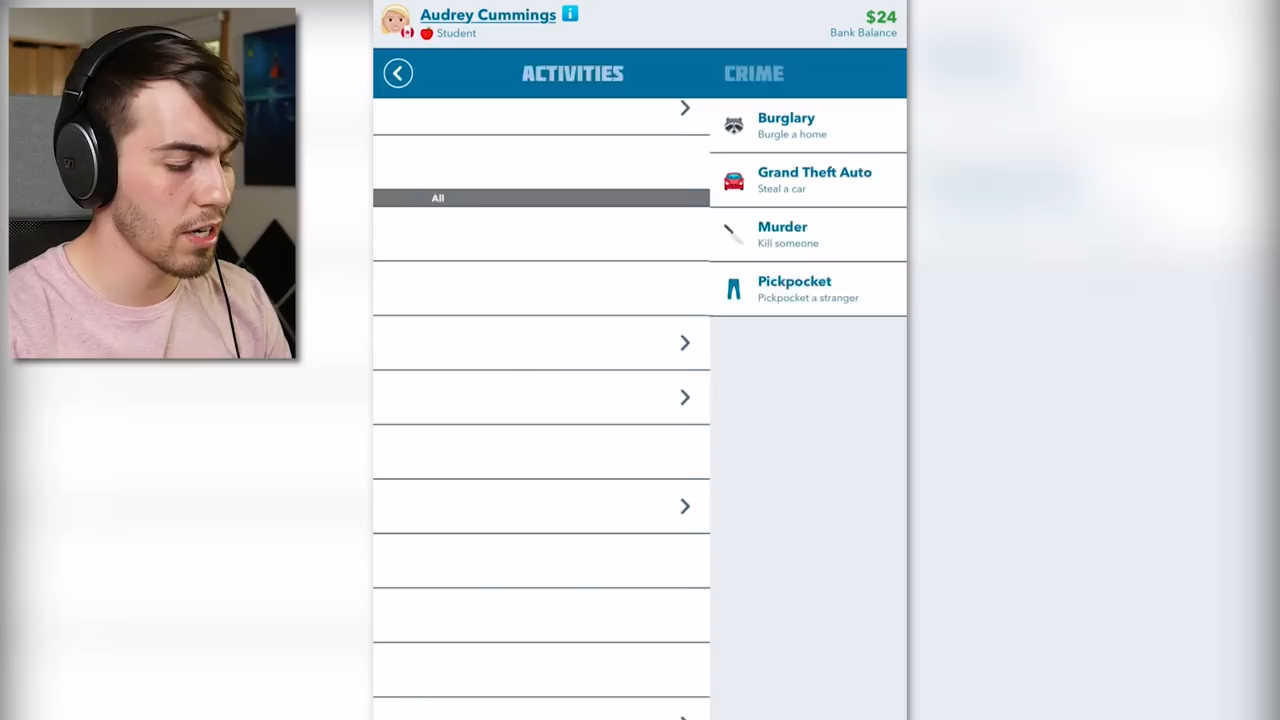 Audrey Cummings
Student
$24
Bank Balance
ACTIVITIES
CRIME
All
Burglary
Burgle a home
Grand Theft Auto
Steal a car
Murder
Kill someone
Pickpocket
Pickpocket a stranger